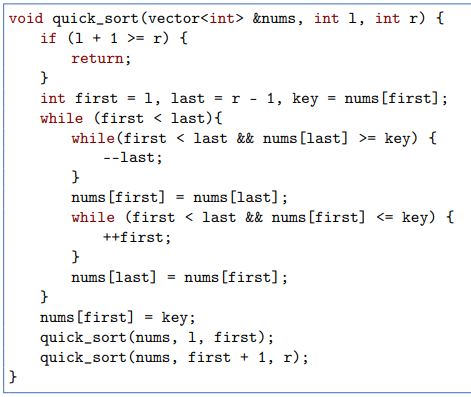 void quick_sort(vector<int> &nums, int l, int r) {
    if (l + 1 >= r) {
        return;
    }
    int first = l, last = r - 1, key = nums[first];
    while (first < last){
        while(first < last && nums[last] >= key) {
            --last;
        }
        nums[first] = nums[last];
        while (first < last && nums[first] <= key) {
            ++first;
        }
        nums[last] = nums[first];
    }
    nums[first] = key;
    quick_sort(nums, l, first);
    quick_sort(nums, first + 1, r);
}